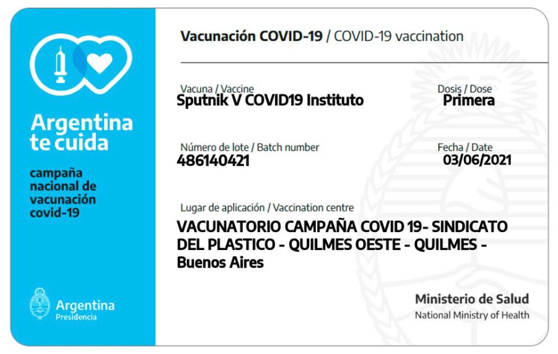 Vacunación COVID-19 / COVID-19 vaccination
Argentina
te cuida
campaña
nacional de
vacunación
covid-19
Argentina
Presidencia
Vacuna / Vaccine
Sputnik V COVID19 Instituto
Dosis / Dose
Primera
Número de lote / Batch number
486140421
Fecha / Date
03/06/2021
Lugar de aplicación / Vaccination centre
VACUNATORIO CAMPAÑA COVID 19- SINDICATO
DEL PLASTICO - QUILMES OESTE - QUILMES -
Buenos Aires
Ministerio de Salud
National Ministry of Health